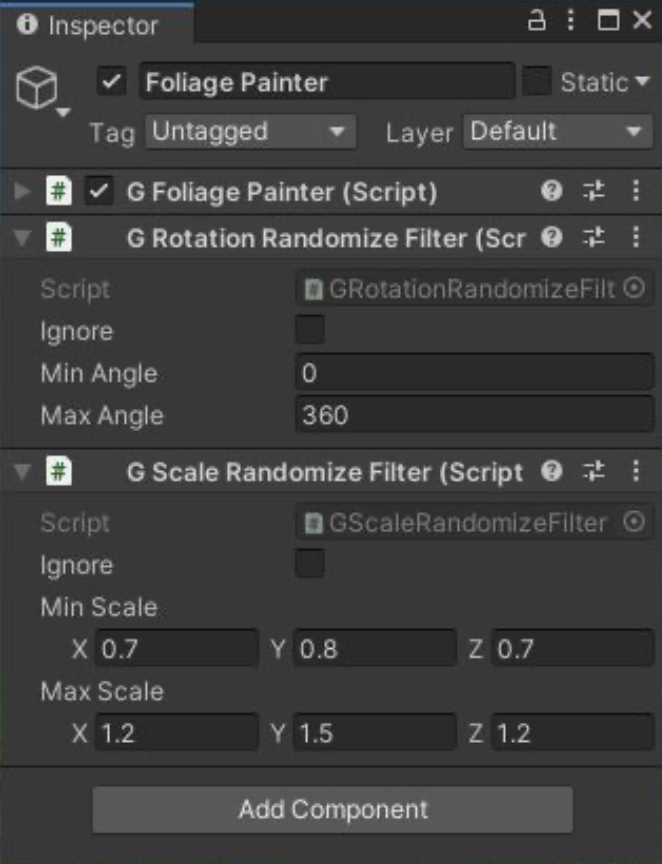 Inspector
Foliage Painter Static
Tag Untagged Layer Default
# G Foliage Painter (Script)
# G Rotation Randomize Filter (Scr
Script # GRotationRandomizeFilt
Ignore
Min Angle 0
Max Angle 360
# G Scale Randomize Filter (Script
Script # GScaleRandomizeFilter
Ignore
Min Scale
X 0.7 Y 0.8 Z 0.7
Max Scale
X 1.2 Y 1.5 Z 1.2
Add Component